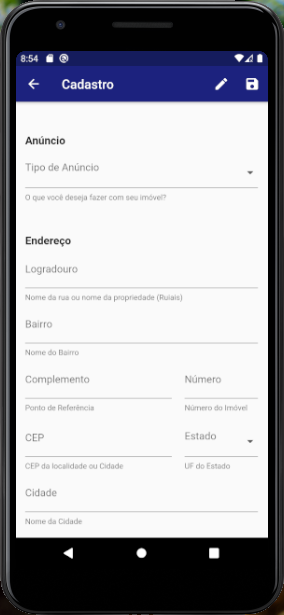 8:54
Cadastro
Anúncio
Tipo de Anúncio
O que você deseja fazer com seu imóvel?
Endereço
Logradouro
Nome da rua ou nome da propriedade (Ruiais)
Bairro
Nome do Bairro
Complemento Número
Ponto de Referência Número do Imóvel
CEP Estado
CEP da localidade ou Cidade UF do Estado
Cidade
Nome da Cidade